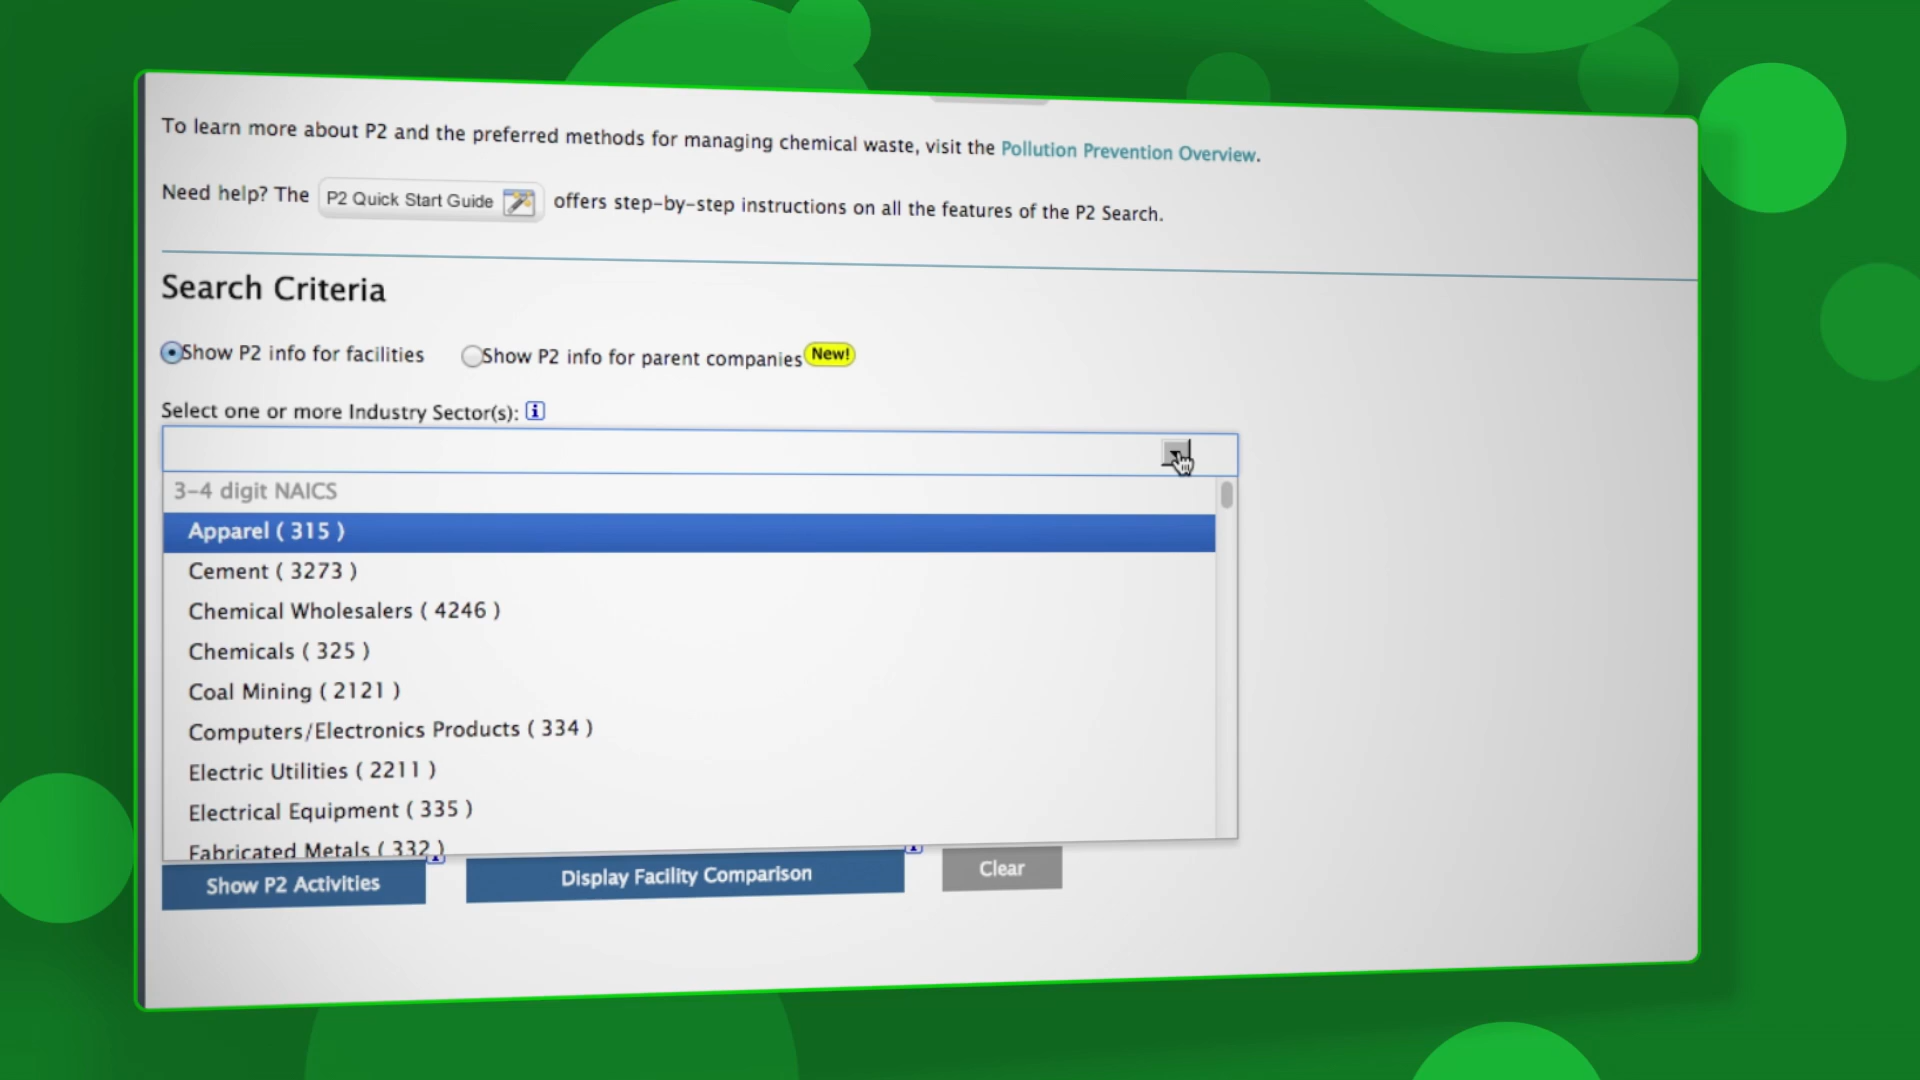 To learn more about P2 and the preferred methods for managing chemical waste, visit the Pollution Prevention Overview.
Need help? The P2 Quick Start Guide offers step-by-step instructions on all the features of the P2 Search.
Search Criteria
Show P2 info for facilities Show P2 info for parent companies New!
Select one or more Industry Sector(s): i
3-4 digit NAICS
Apparel ( 315 )
Cement ( 3273 )
Chemical Wholesalers ( 4246 )
Chemicals ( 325 )
Coal Mining ( 2121 )
Computers/Electronics Products ( 334 )
Electric Utilities ( 2211 )
Electrical Equipment ( 335 )
Fabricated Metals ( 332 )
Show P2 Activities Display Facility Comparison Clear